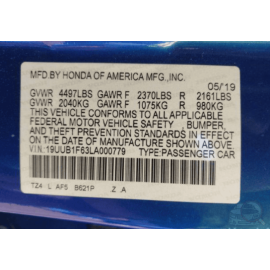 MFD.BY HONDA OF AMERICA MFG.,INC.
05/19
GVWR 4497LBS GAWR F 2370LBS R 2161LBS
GVWR 2040KG GAWR F 1075KG R 980KG
THIS VEHICLE CONFORMS TO ALL APPLICABLE
FEDERAL MOTOR VEHICLE SAFETY , BUMPER,
AND THEFT PREVENTION STANDARDS IN EFFECT
ON THE DATE OF MANUFACTURE SHOWN ABOVE.
V.I.N: 19UUB1F63LA000779 TYPE:PASSENGER CAR
TZ4 L AF5 B621P Z .A